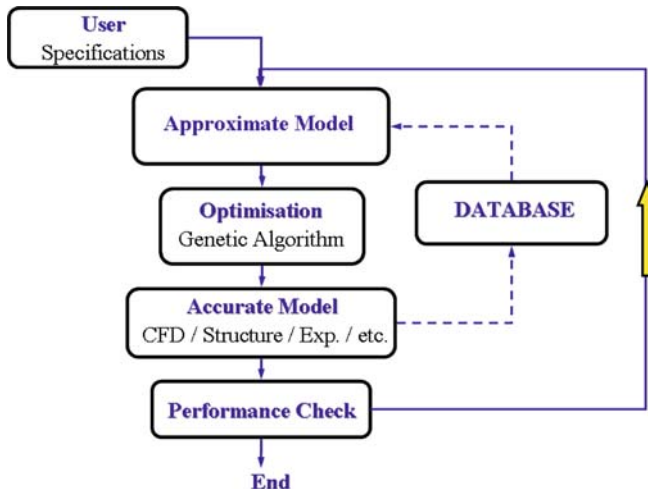 User
Specifications
Approximate Model
Optimisation
Genetic Algorithm
DATABASE
Accurate Model
CFD / Structure / Exp. / etc.
Performance Check
End